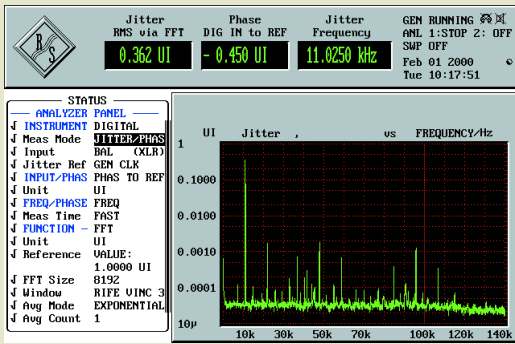 R S
Jitter
RMS via FFT
0.362 UI
Phase
DIG IN to REF
- 0.450 UI
Jitter
Frequency
11.0250 kHz
GEN RUNNING
ANL 1:STOP 2: OFF
SWP OFF
Feb 01 2000
Tue 10:17:51
STATUS
ANALYZER PANEL
INSTRUMENT DIGITAL
Meas Mode JITTER/PHAS
Input BAL (XLR)
Jitter Ref GEN CLK
INPUT/PHAS PHAS TO REF
Unit UI
FREQ/PHASE FREQ
Meas Time FAST
FUNCTION - FFT
Unit UI
Reference VALUE:
1.0000 UI
FFT Size 8192
Window RIFE VINC 3
Avg Mode EXPONENTIAL
Avg Count 1
UI Jitter , vs FREQUENCY/Hz
1
0.1000
0.0100
0.0010
0.0001
10µ
10k 30k 50k 70k 100k 120k 140k